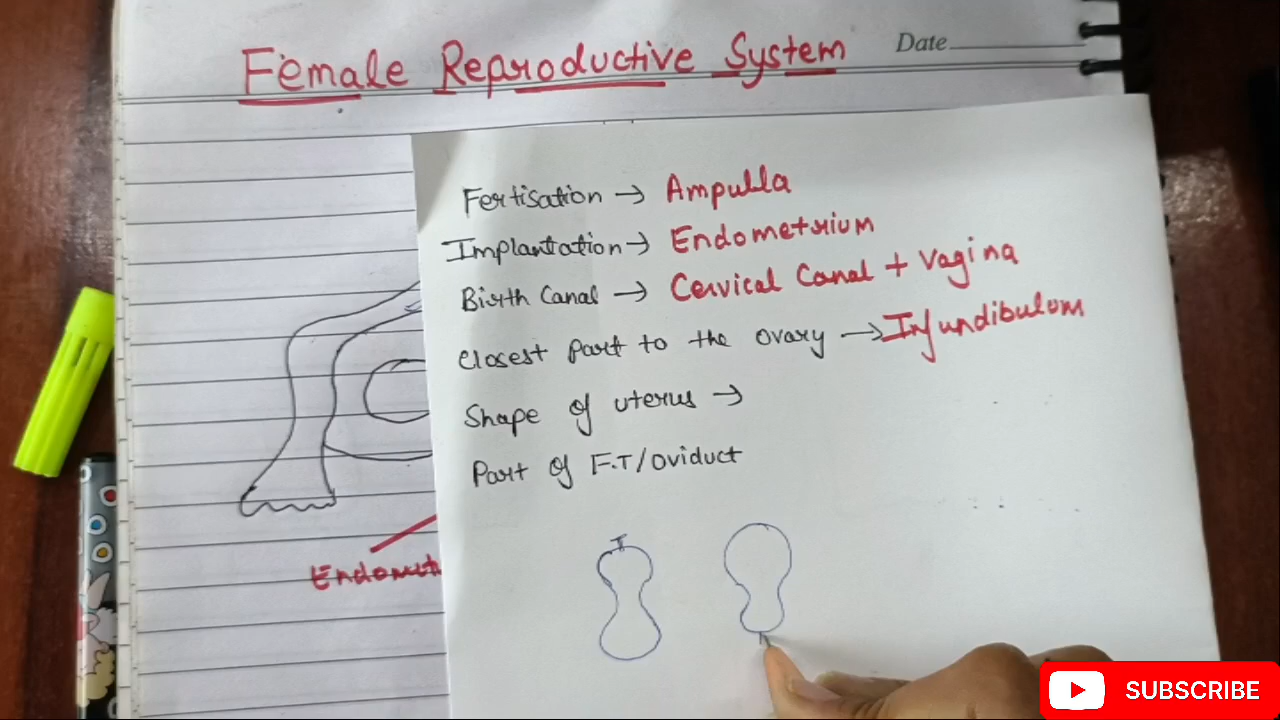 Female Reproductive System
Date
Fertisation → Ampulla
Implantation → Endometrium
Birth Canal → Cervical Canal + Vagina
Closest part to the ovary → Infundibulum
Shape of uterus →
Part of F.T/Oviduct
Endomet
SUBSCRIBE